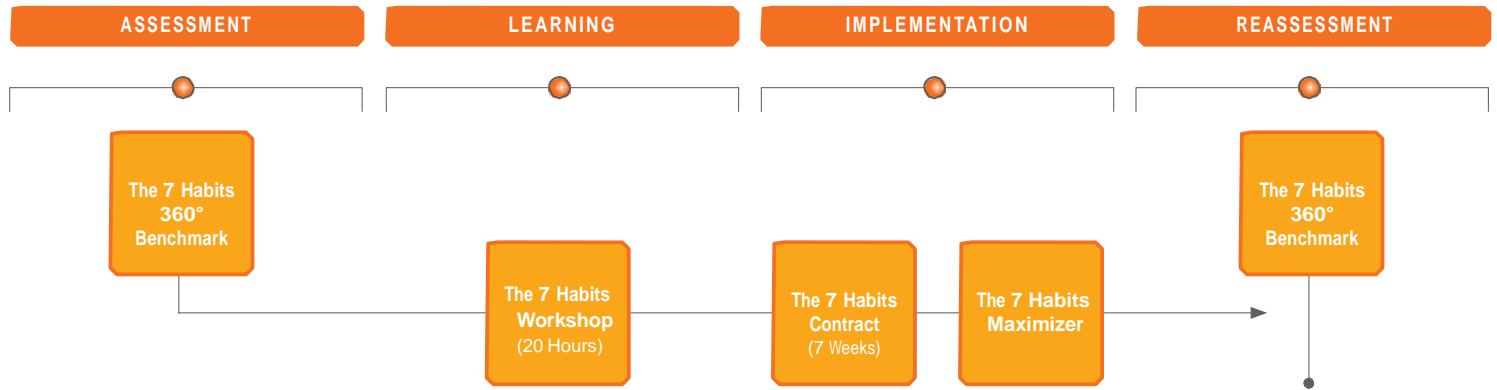 ASSESSMENT
LEARNING
IMPLEMENTATION
REASSESSMENT
The 7 Habits
360°
Benchmark
The 7 Habits
Workshop
(20 Hours)
The 7 Habits
Contract
(7 Weeks)
The 7 Habits
Maximizer
The 7 Habits
360°
Benchmark